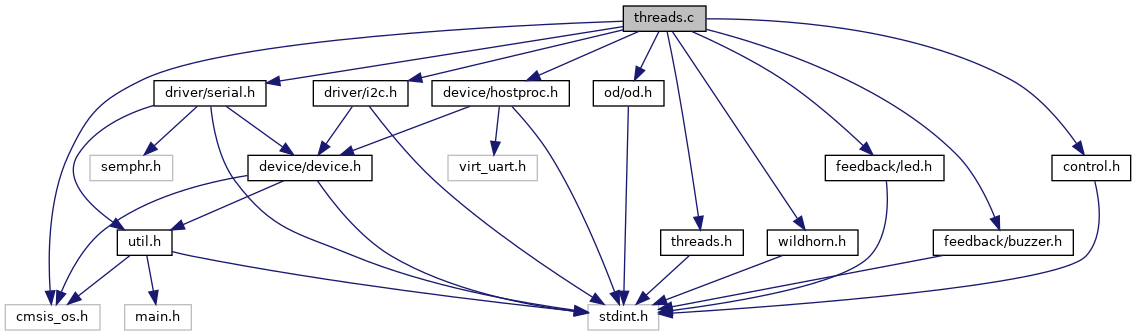 threads.c
driver/serial.h
driver/i2c.h
device/hostproc.h
od/od.h
semphr.h
device/device.h
virt_uart.h
feedback/led.h
control.h
util.h
threads.h
wildhorn.h
feedback/buzzer.h
cmsis_os.h
main.h
stdint.h